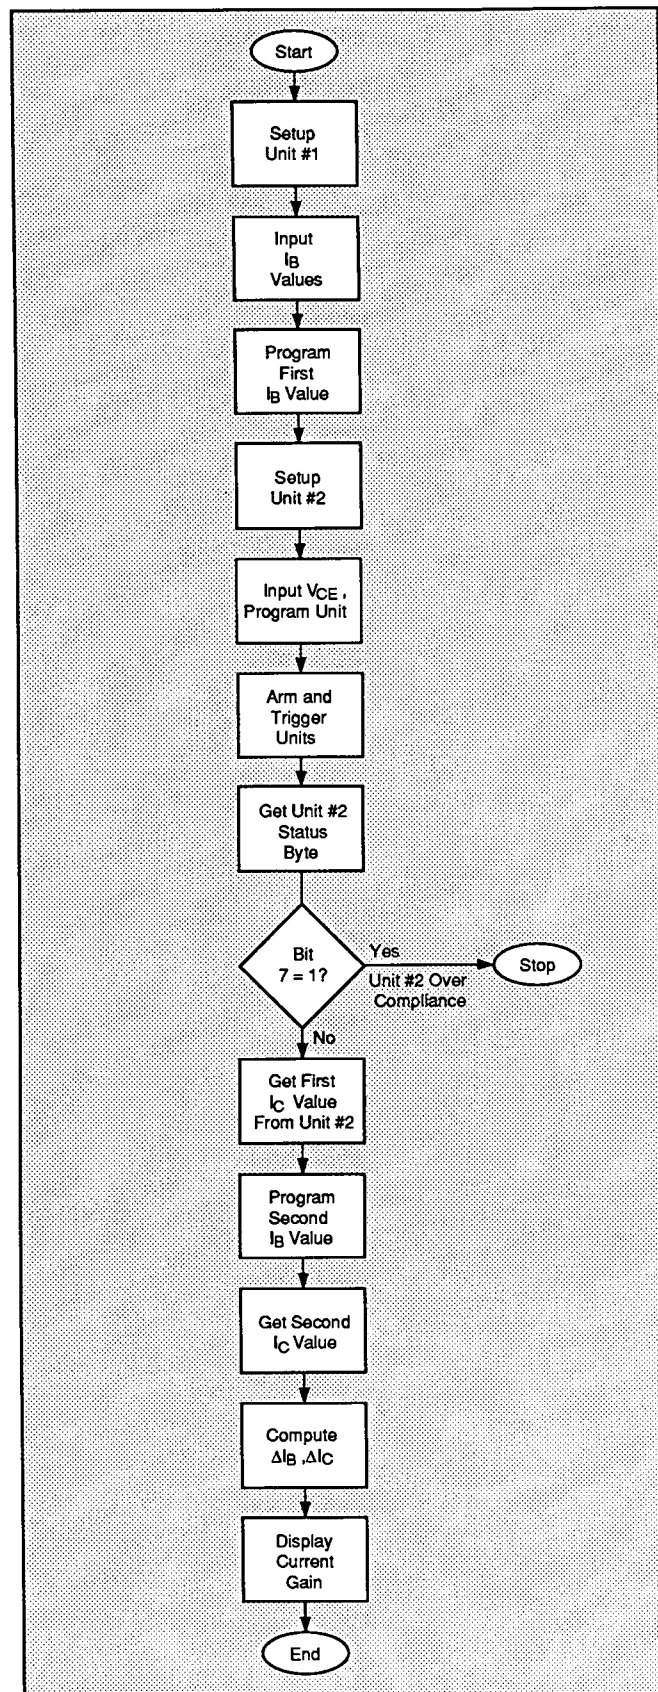 Start
Setup
Unit #1
Input
IB
Values
Program
First
IB Value
Setup
Unit #2
Input VCE ,
Program Unit
Arm and
Trigger
Units
Get Unit #2
Status
Byte
Bit
7 = 1?
Yes
Unit #2 Over
Compliance
Stop
No
Get First
IC Value
From Unit #2
Program
Second
IB Value
Get Second
IC Value
Compute
ΔIB ,ΔIC
Display
Current
Gain
End